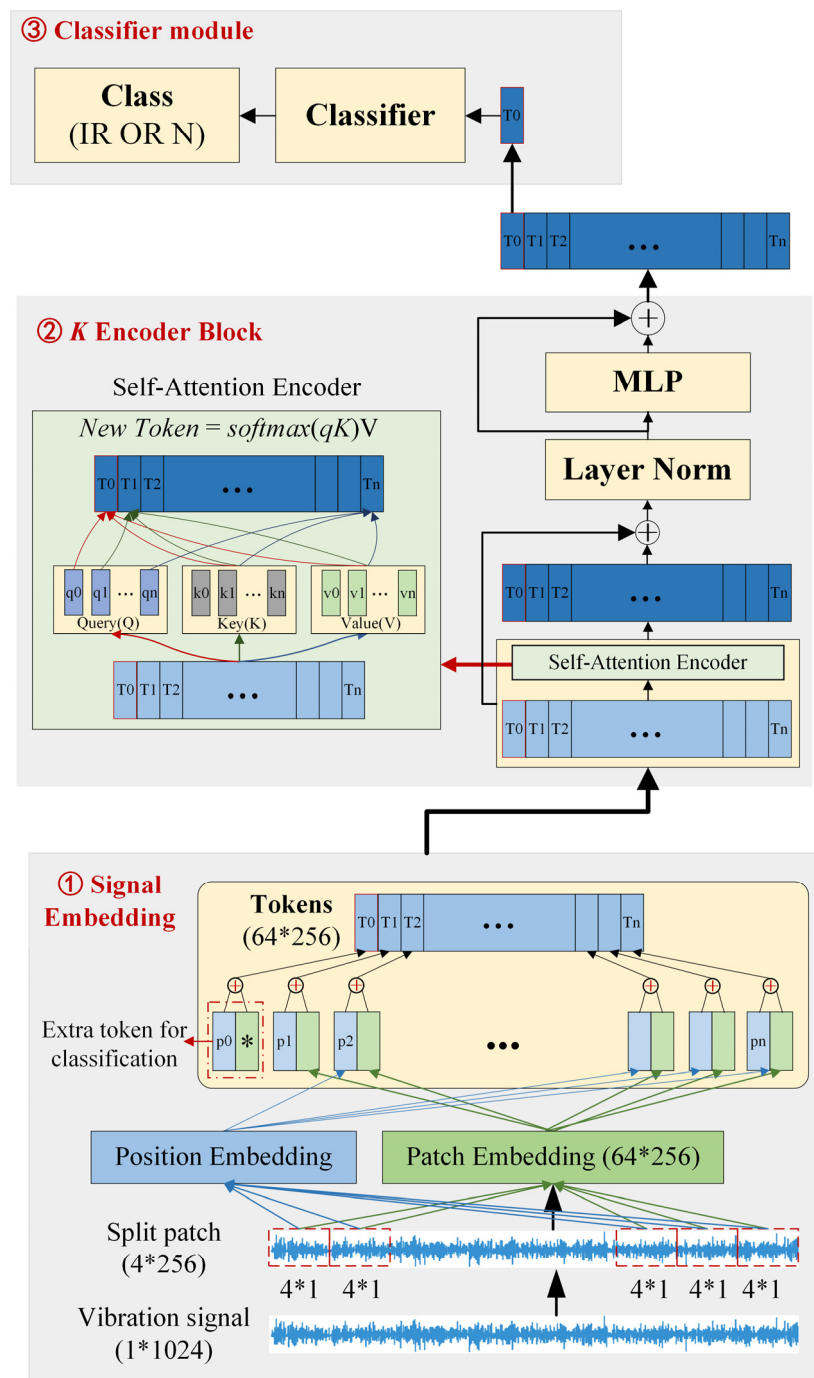 ③ Classifier module
Class
(IR OR N)
Classifier
T0
T0 T1 T2 ... Tn
② K Encoder Block
+
MLP
Self-Attention Encoder
New Token = softmax(qK)V
Layer Norm
T0 T1 T2 ... Tn
+
q0 q1 ... qn
k0 k1 ... kn
v0 v1 ... vn
Query(Q)
Key(K)
Value(V)
T0 T1 T2 ... Tn
Self-Attention Encoder
T0 T1 T2 ... Tn
T0 T1 T2 ... Tn
① Signal
Embedding
Tokens
(64*256)
T0 T1 T2 ... Tn
+ + + + + +
Extra token for
classification
p0 * p1 p2 ... pn
Position Embedding
Patch Embedding (64*256)
Split patch
(4*256)
4*1 4*1 4*1 4*1 4*1
Vibration signal
(1*1024)